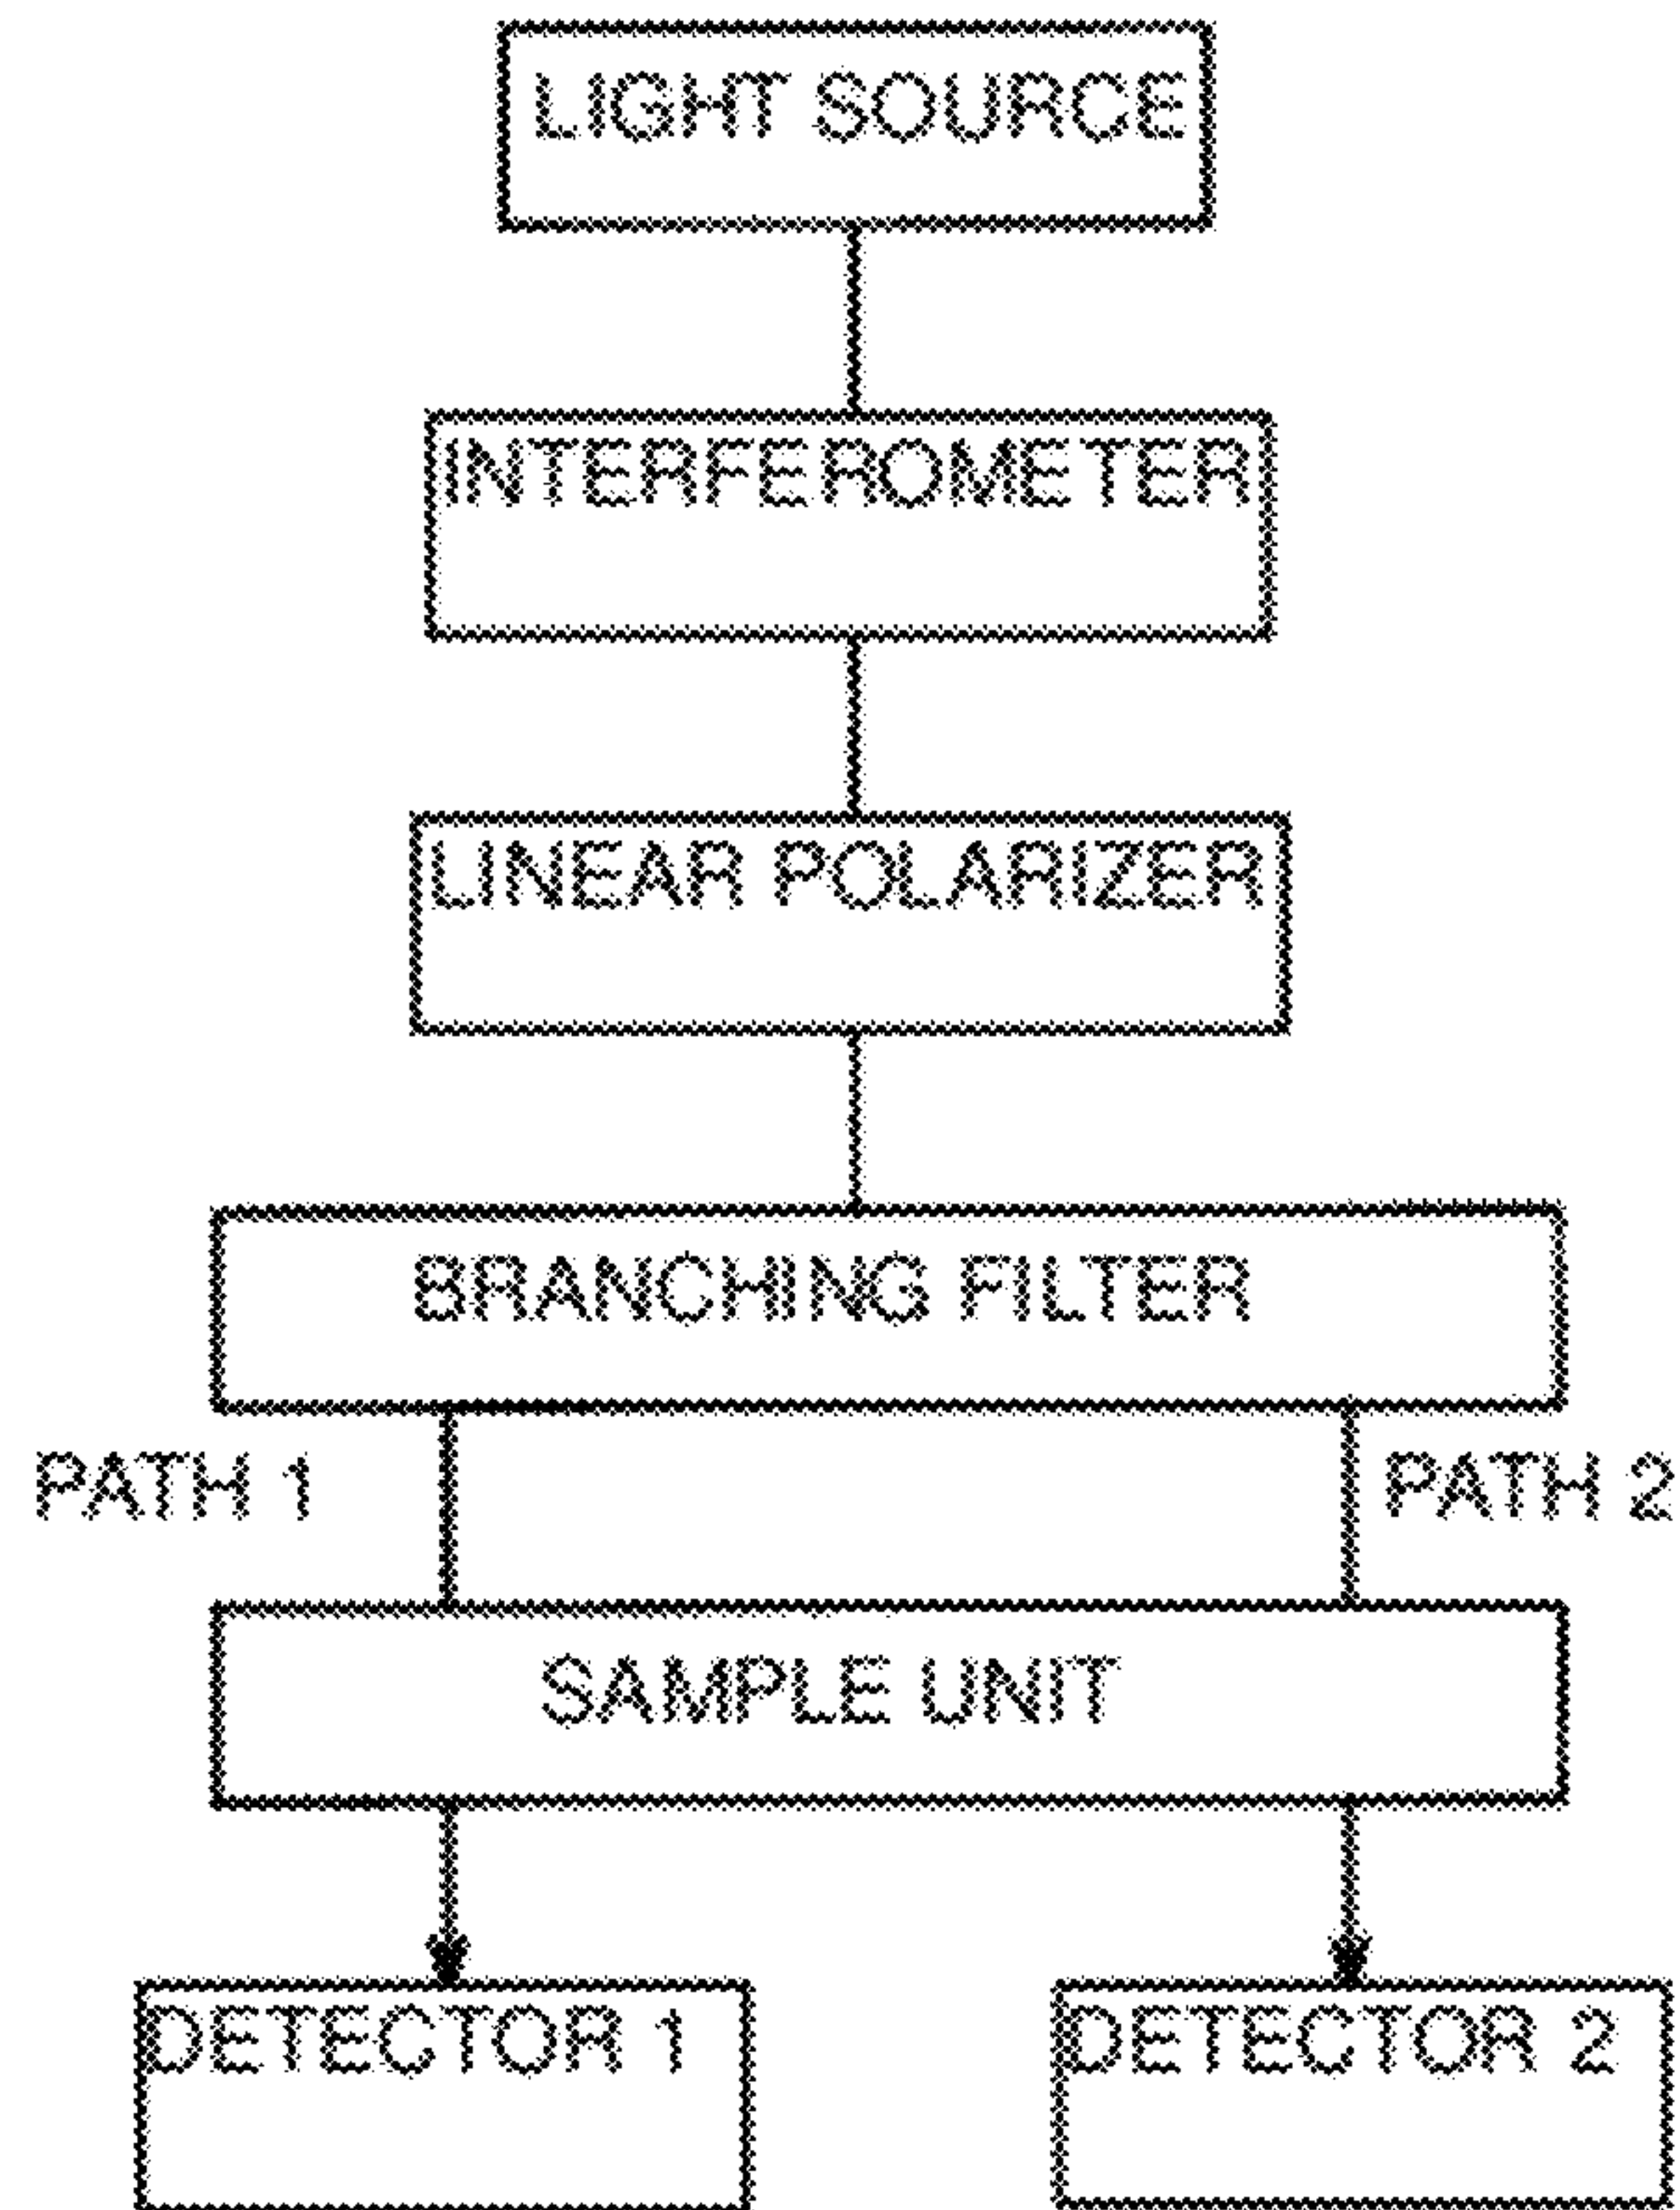 LIGHT SOURCE
INTERFEROMETER
LINEAR POLARIZER
BRANCHING FILTER
PATH 1
PATH 2
SAMPLE UNIT
DETECTOR 1
DETECTOR 2